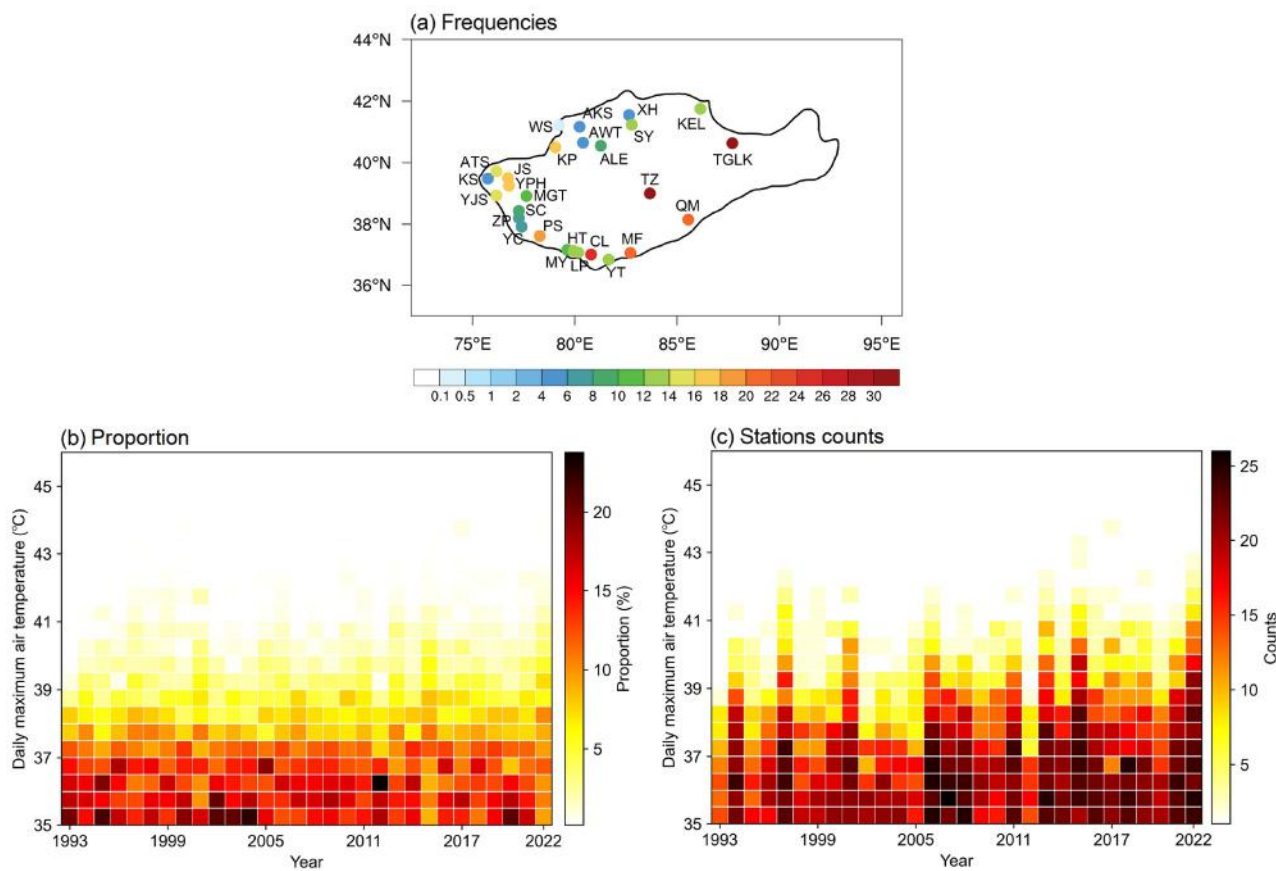 (a) Frequencies
44°N
42°N
40°N
38°N
36°N
WS
AKS
XH
AWT
SY
KEL
KP
ALE
TGLK
ATS
JS
KS
YPH
TZ
YJS
MGT
SC
QM
ZP
PS
YC
HT
CL
MF
MY
LP
YT
75°E 80°E 85°E 90°E 95°E
0.1 0.5 1 2 4 6 8 10 12 14 16 18 20 22 24 26 28 30
(b) Proportion
Daily maximum air temperature (°C)
45
43
41
39
37
35
1993 1999 2005 2011 2017 2022
Year
20
15
10
5
Proportion (%)
(c) Stations counts
Daily maximum air temperature (°C)
45
43
41
39
37
35
1993 1999 2005 2011 2017 2022
Year
25
20
15
10
5
Counts